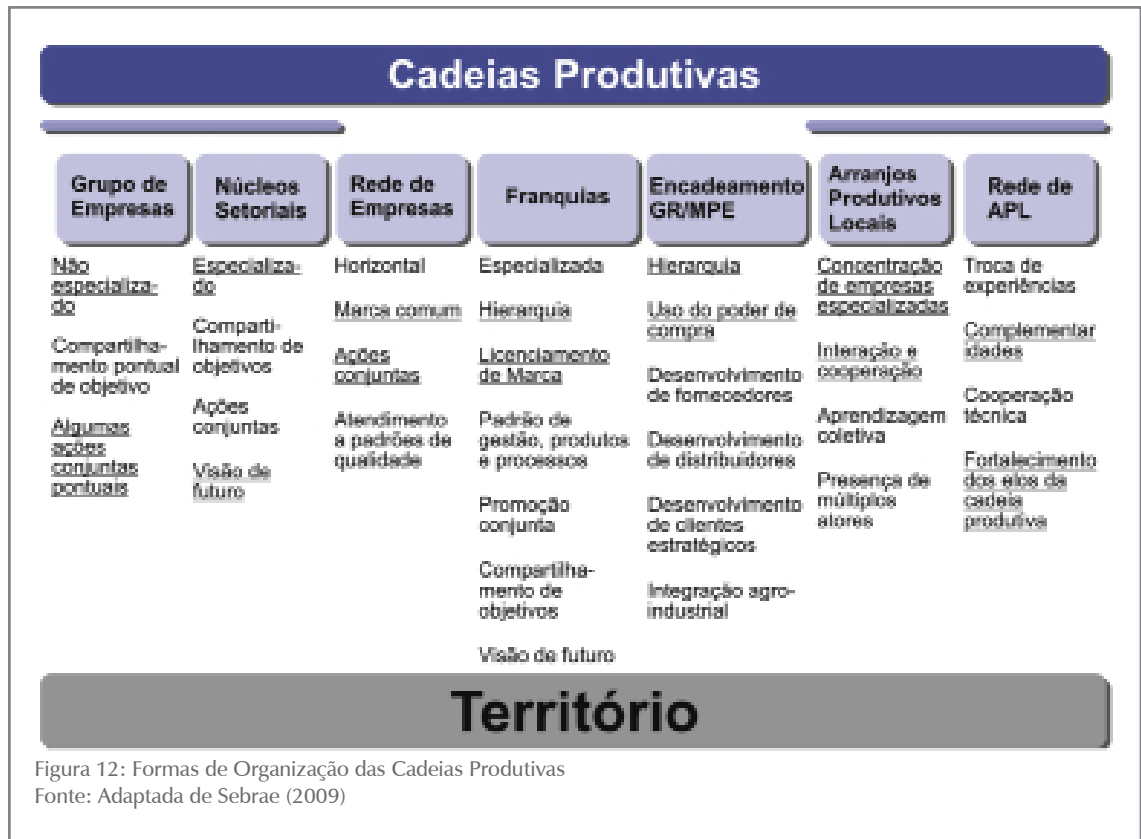 Cadeias Produtivas
Grupo de
Empresas
Núcleos
Setoriais
Rede de
Empresas
Franquias
Encadeamento
GR/MPE
Arranjos
Produtivos
Locais
Rede de
APL
Não
especializa-
do
Compartilha-
mento pontual
de objetivo
Algumas
ações
conjuntas
pontuais
Especializa-
do
Comparti-
lhamento de
objetivos
Ações
conjuntas
Visão de
futuro
Horizontal
Marca comum
Ações
conjuntas
Atendimento
a padrões de
qualidade
Especializada
Hierarquia
Licenciamento
de Marca
Padrão de
gestão, produtos
e processos
Promoção
conjunta
Compartilha-
mento de
objetivos
Visão de futuro
Hierarquia
Uso do poder de
compra
Desenvolvimento
de fornecedores
Desenvolvimento
de distribuidores
Desenvolvimento
de clientes
estratégicos
Integração agro-
industrial
Concentração
de empresas
especializadas
Interação e
cooperação
Aprendizagem
coletiva
Presença de
múltiplos
atores
Troca de
experiências
Complementar
idades
Cooperação
técnica
Fortalecimento
dos elos da
cadeia
produtiva
Território
Figura 12: Formas de Organização das Cadeias Produtivas
Fonte: Adaptada de Sebrae (2009)